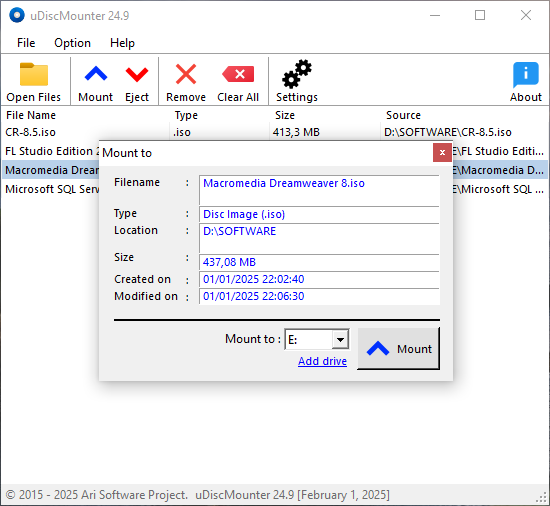 uDiscMounter 24.9
File Option Help
Open Files Mount Eject Remove Clear All Settings About
File Name Type Size Source
CR-8.5.iso .iso 413,3 MB D:\SOFTWARE\CR-8.5.iso
FL Studio Edition 2 E\FL Studio Editi...
Macromedia Drea E\Macromedia D...
Microsoft SQL Serv E\Microsoft SQL ...
Mount to
Filename : Macromedia Dreamweaver 8.iso
Type : Disc Image (.iso)
Location : D:\SOFTWARE
Size : 437,08 MB
Created on : 01/01/2025 22:02:40
Modified on : 01/01/2025 22:06:30
Mount to : E: Mount
Add drive
© 2015 - 2025 Ari Software Project. uDiscMounter 24.9 [February 1, 2025]